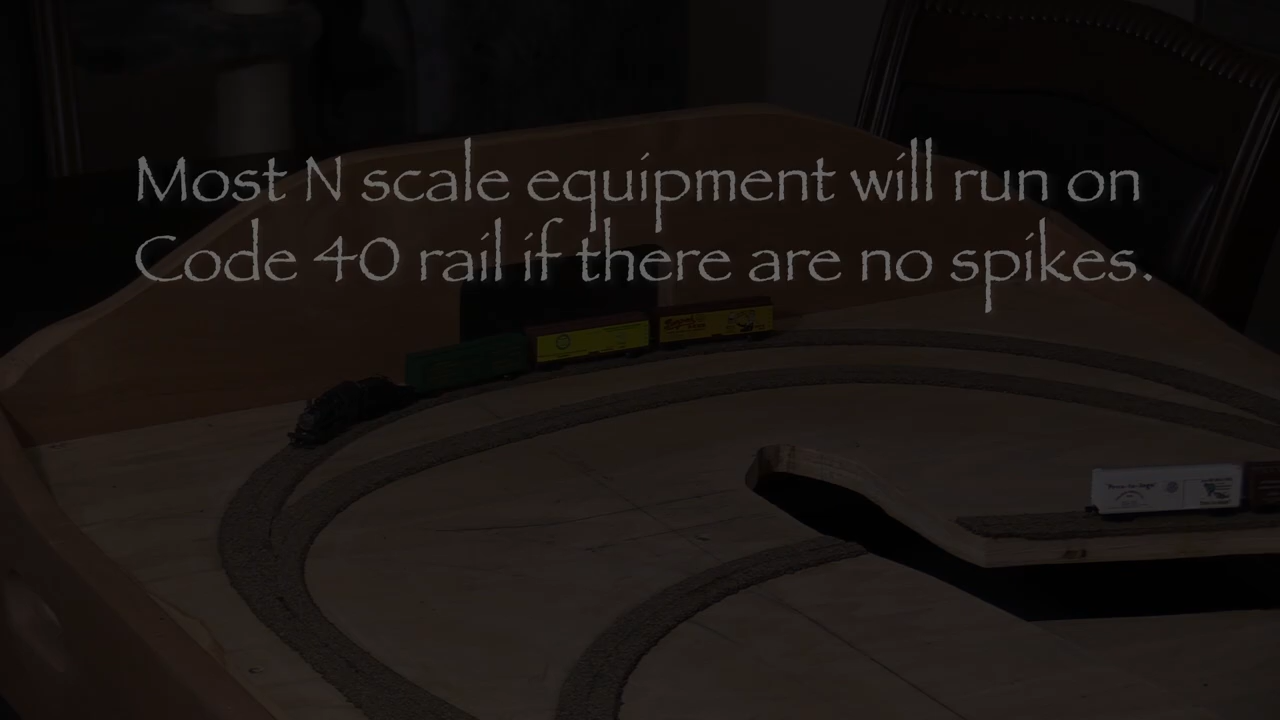 Most N scale equipment will run on
Code 40 rail if there are no spikes.